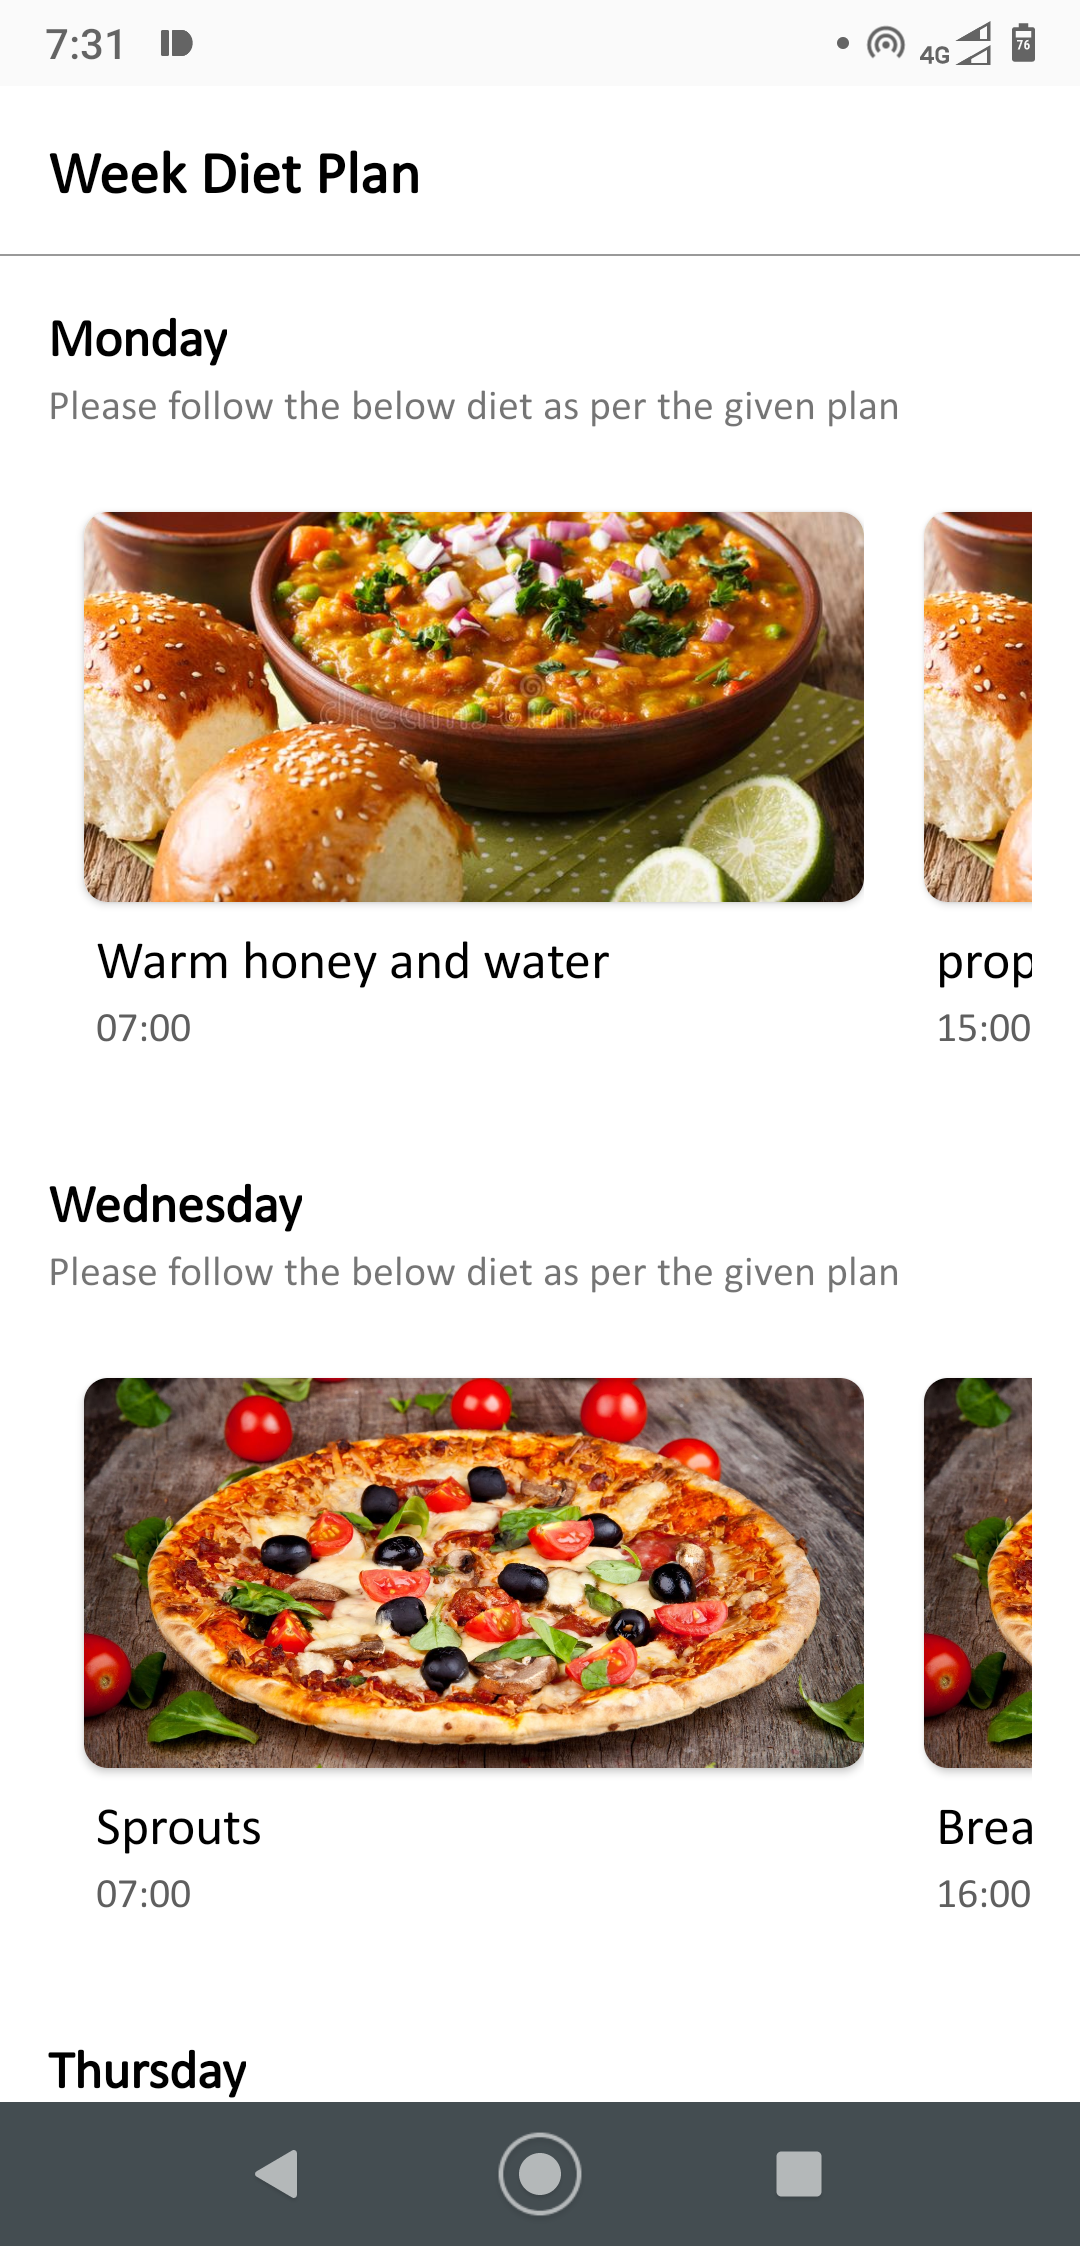 7:31
4G
76
Week Diet Plan
Monday
Please follow the below diet as per the given plan
dreamstime
Warm honey and water
prop
07:00
15:00
Wednesday
Please follow the below diet as per the given plan
Sprouts
Brea
07:00
16:00
Thursday